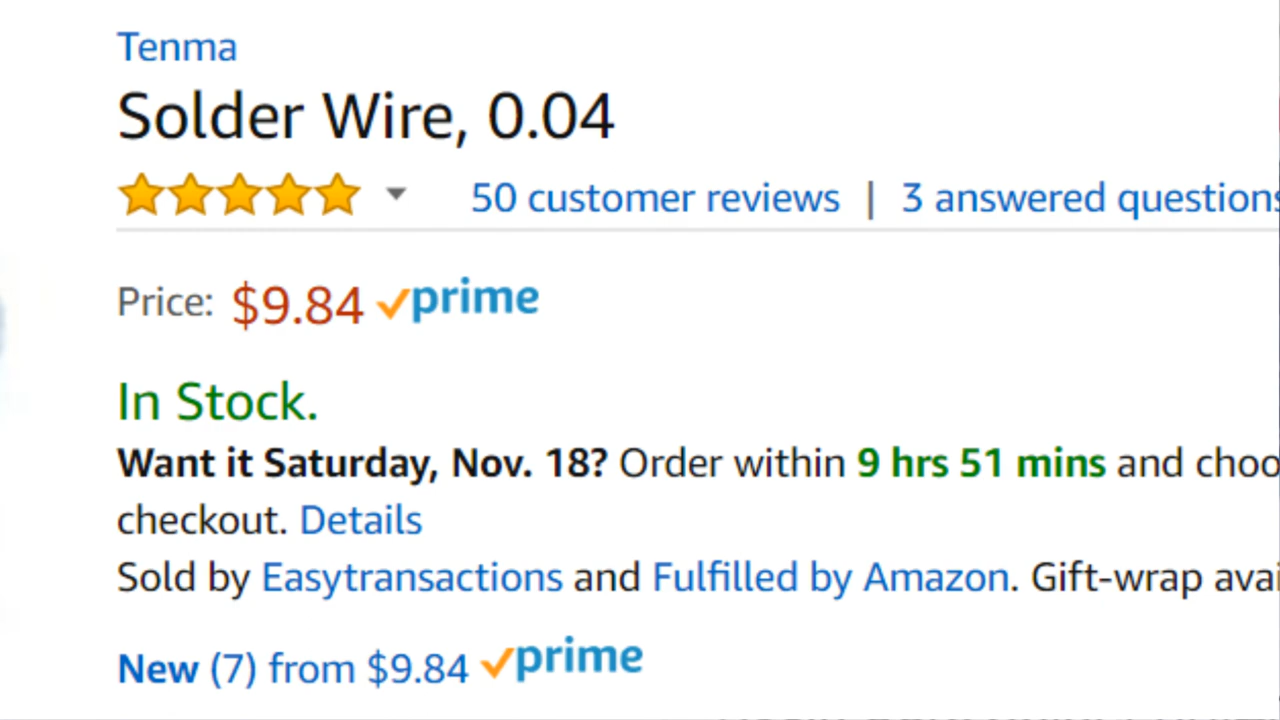 Tenma
Solder Wire, 0.04
50 customer reviews | 3 answered questions
Price: $9.84 prime
In Stock.
Want it Saturday, Nov. 18? Order within 9 hrs 51 mins and choo
checkout. Details
Sold by Easytransactions and Fulfilled by Amazon. Gift-wrap avai
New (7) from $9.84 prime